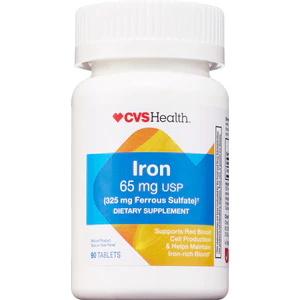 CVSHealth.
Iron
65 mg USP
(325 mg Ferrous Sulfate)†
DIETARY SUPPLEMENT
Supports Red Blood
Cell Production
& Helps Maintain
Iron-rich Blood*
90 TABLETS